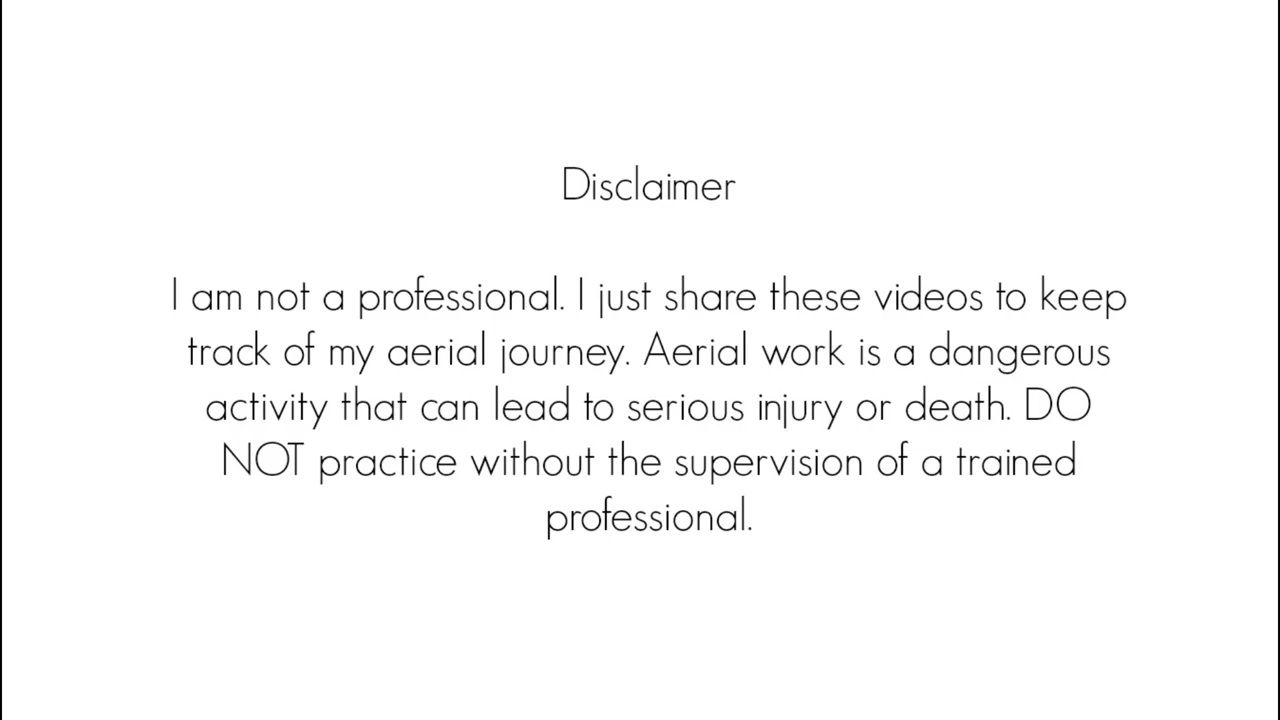 Disclaimer
I am not a professional. I just share these videos to keep
track of my aerial journey. Aerial work is a dangerous
activity that can lead to serious injury or death. DO
NOT practice without the supervision of a trained
professional.